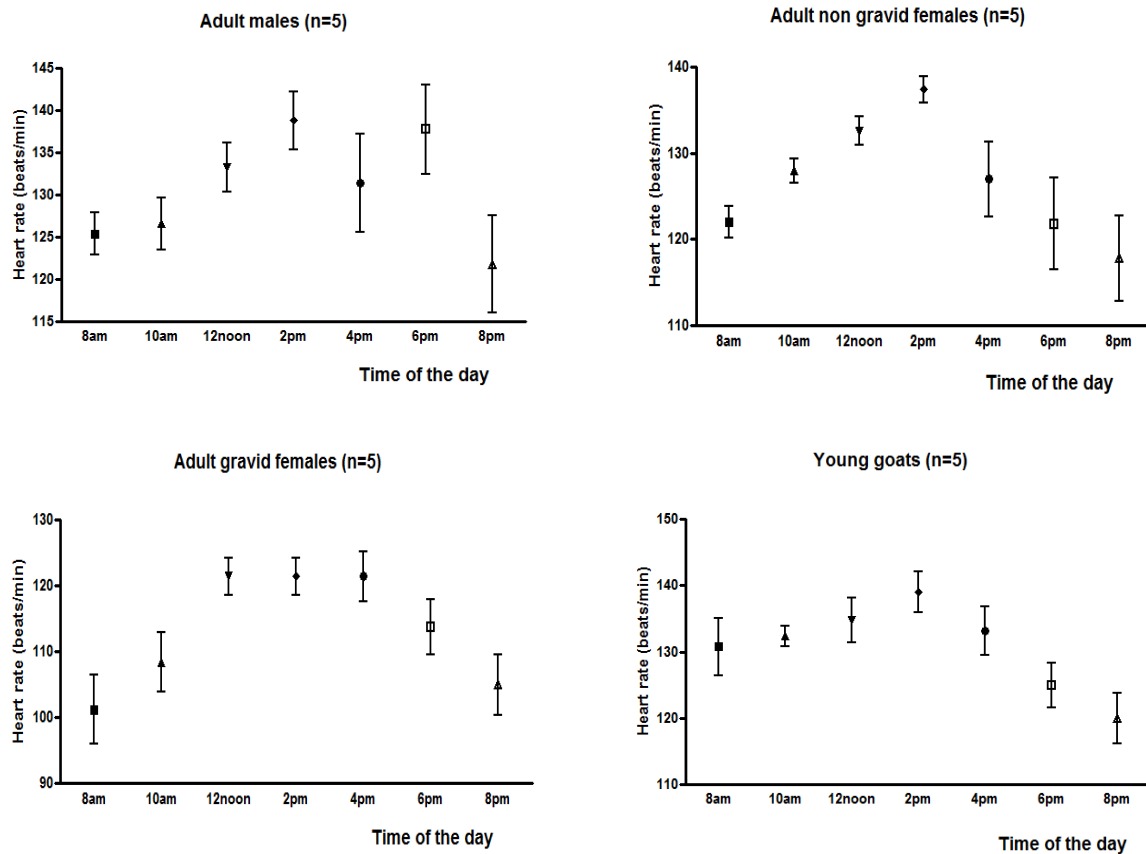 Adult males (n=5)
Heart rate (beats/min)
145
140
135
130
125
120
115
8am 10am 12noon 2pm 4pm 6pm 8pm
Time of the day
Adult non gravid females (n=5)
Heart rate (beats/min)
140
130
120
110
8am 10am 12noon 2pm 4pm 6pm 8pm
Time of the day
Adult gravid females (n=5)
Heart rate (beats/min)
130
120
110
100
90
8am 10am 12noon 2pm 4pm 6pm 8pm
Time of the day
Young goats (n=5)
Heart rate (beats/min)
150
140
130
120
110
8am 10am 12noon 2pm 4pm 6pm 8pm
Time of the day